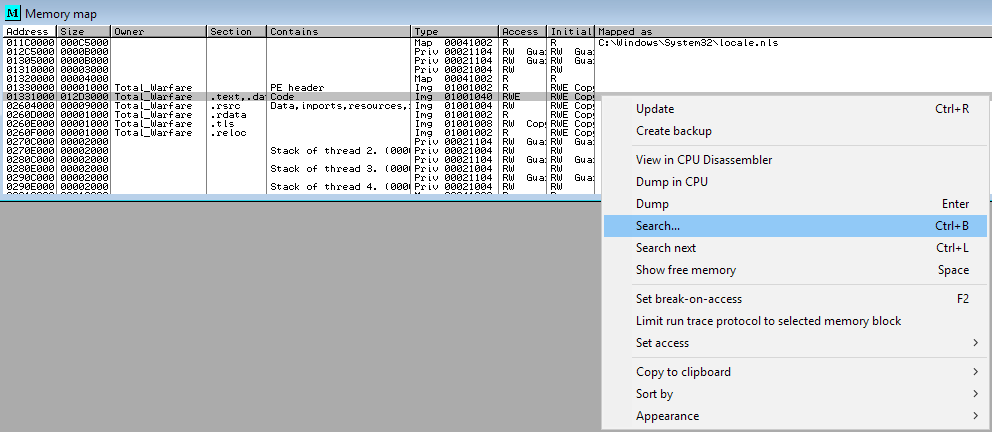 M Memory map
Address Size Owner Section Contains Type Access Initial Mapped as
011C0000 000C5000 Map 00041002 R R C:\Windows\System32\locale.nls
012C5000 0000B000 Priv 00021104 RW Gua RW Gua
01305000 0000B000 Priv 00021104 RW Gua RW Gua
01310000 00003000 Priv 00021004 RW RW
01320000 00004000 Map 00041002 R R
01330000 00001000 Total_Warfare PE header Img 01001002 R RWE Copy
01331000 012D3000 Total_Warfare .text,.da Code Img 01001040 RWE RWE Copy
02604000 00009000 Total_Warfare .rsrc Data,imports,resources, Img 01001004 RW RWE Copy
0260D000 00001000 Total_Warfare .rdata Img 01001002 R RWE Copy
0260E000 00001000 Total_Warfare .tls Img 01001008 RW Copy RWE Copy
0260F000 00001000 Total_Warfare .reloc Img 01001002 R RWE Copy
0270C000 00002000 Priv 00021104 RW Gua RW Gua
0270E000 00002000 Stack of thread 2. (000 Priv 00021004 RW RW
0280C000 00002000 Priv 00021104 RW Gua RW Gua
0280E000 00002000 Stack of thread 3. (000 Priv 00021004 RW RW
0290C000 00002000 Priv 00021104 RW Gua RW Gua
0290E000 00002000 Stack of thread 4. (000 Priv 00021004 RW RW
Update Ctrl+R
Create backup
View in CPU Disassembler
Dump in CPU
Dump Enter
Search... Ctrl+B
Search next Ctrl+L
Show free memory Space
Set break-on-access F2
Limit run trace protocol to selected memory block
Set access
Copy to clipboard
Sort by
Appearance